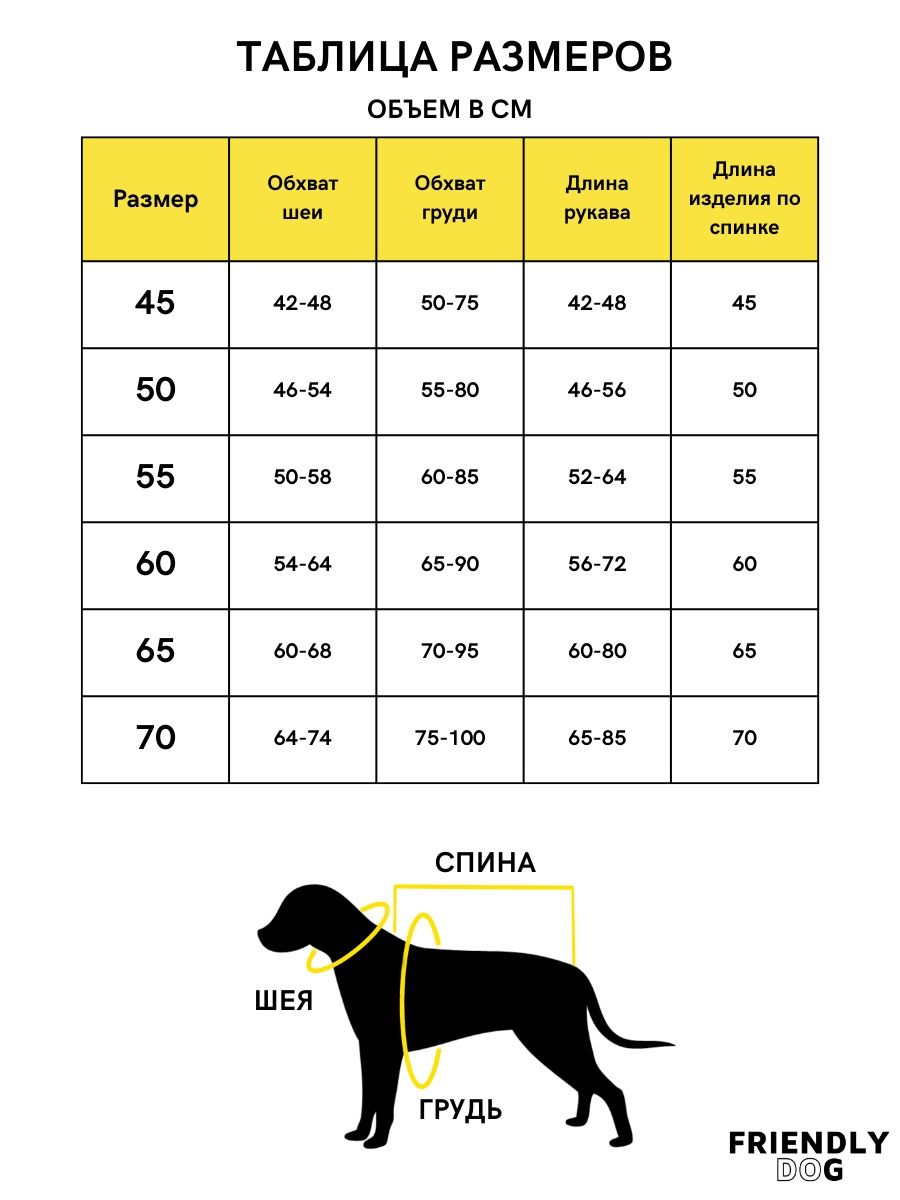 ТАБЛИЦА РАЗМЕРОВ
ОБЪЕМ В СМ
Размер
Обхват
шеи
Обхват
груди
Длина
рукава
Длина
изделия по
спинке
45 42-48 50-75 42-48 45
50 46-54 55-80 46-56 50
55 50-58 60-85 52-64 55
60 54-64 65-90 56-72 60
65 60-68 70-95 60-80 65
70 64-74 75-100 65-85 70
СПИНА
ШЕЯ
ГРУДЬ
FRIENDLY
DOG